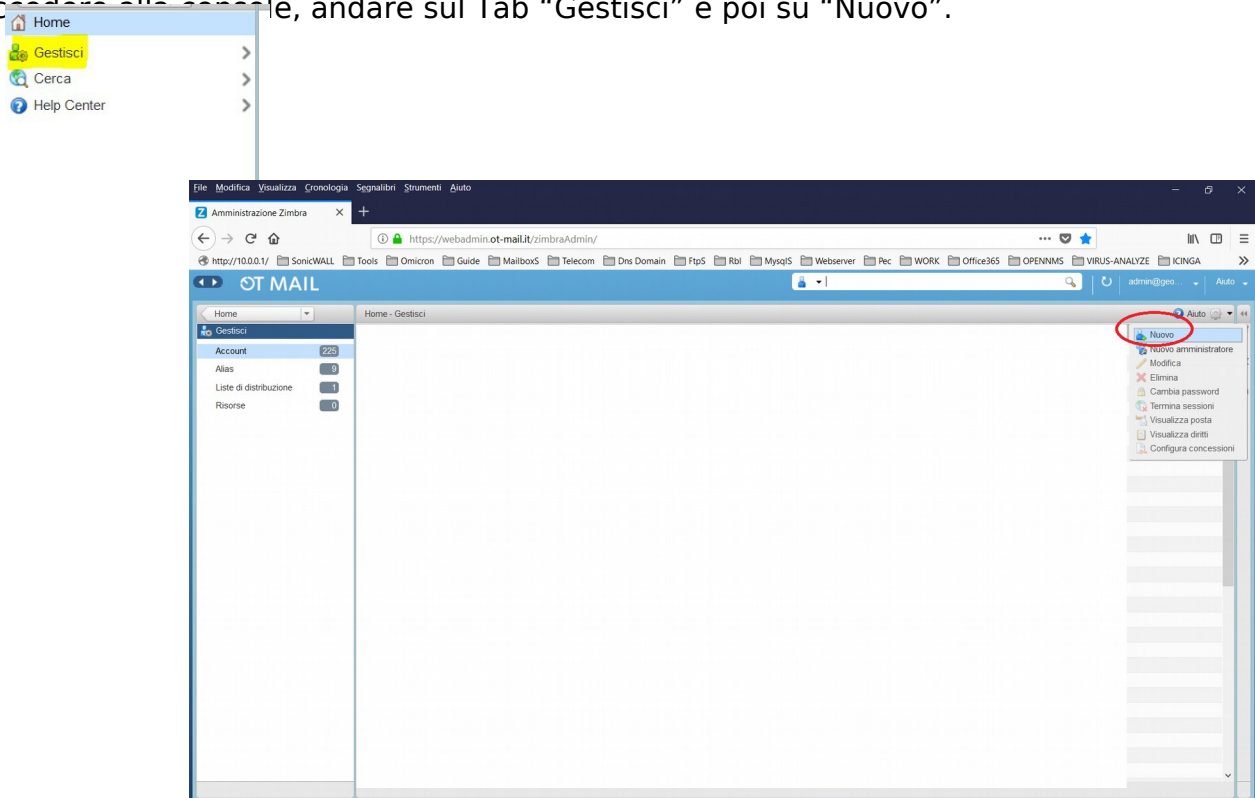 le, andare sul Tab “Gestisci” e poi su “Nuovo”.
Home
Gestisci
Cerca
Help Center
File Modifica Visualizza Cronologia Segnalibri Strumenti Aiuto
Amministrazione Zimbra
https://webadmin.ot-mail.it/zimbraAdmin/
http://10.0.0.1/ SonicWALL Tools Omicron Guide MailboxS Telecom Dns Domain FtpS Rbl MysqlS Webserver Pec WORK Office365 OPENNMS VIRUS-ANALYZE ICINGA
OT MAIL
admin@geo... Aiuto
Home
Home - Gestisci
Aiuto
Gestisci
Account 225
Alias 9
Liste di distribuzione 1
Risorse 0
Nuovo
Nuovo amministratore
Modifica
Elimina
Cambia password
Termina sessioni
Visualizza posta
Visualizza diritti
Configura concessioni